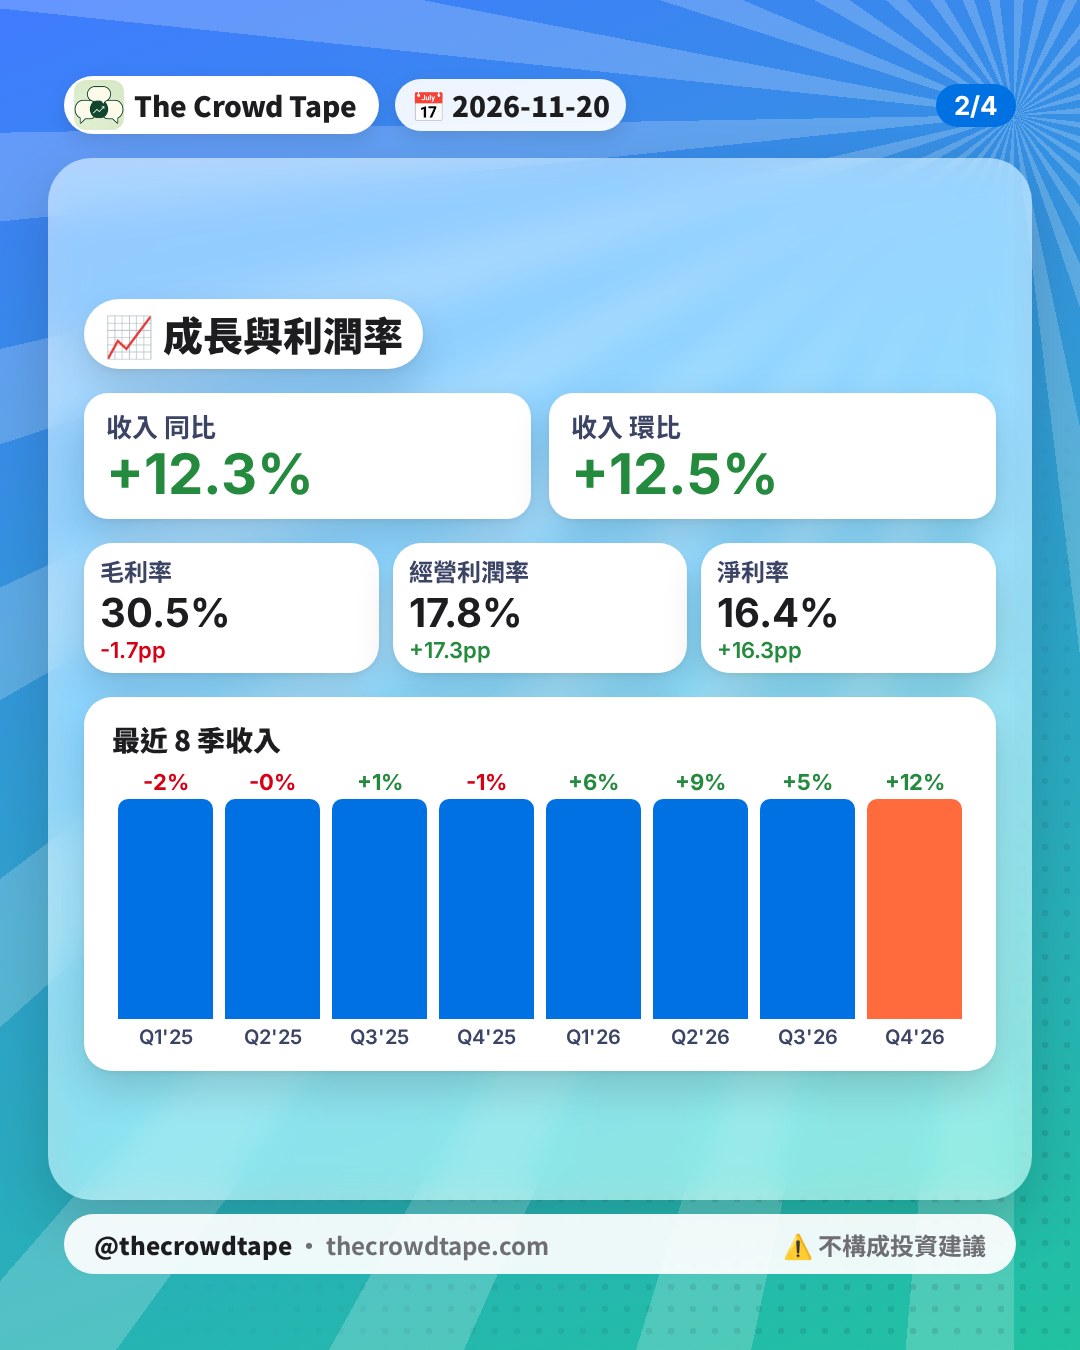 The Crowd Tape
2026-11-20
2/4
成長與利潤率
收入 同比
+12.3%
收入 環比
+12.5%
毛利率
30.5%
-1.7pp
經營利潤率
17.8%
+17.3pp
淨利率
16.4%
+16.3pp
最近 8 季收入
-2% -0% +1% -1% +6% +9% +5% +12%
Q1'25 Q2'25 Q3'25 Q4'25 Q1'26 Q2'26 Q3'26 Q4'26
@thecrowdtape • thecrowdtape.com
⚠️ 不構成投資建議